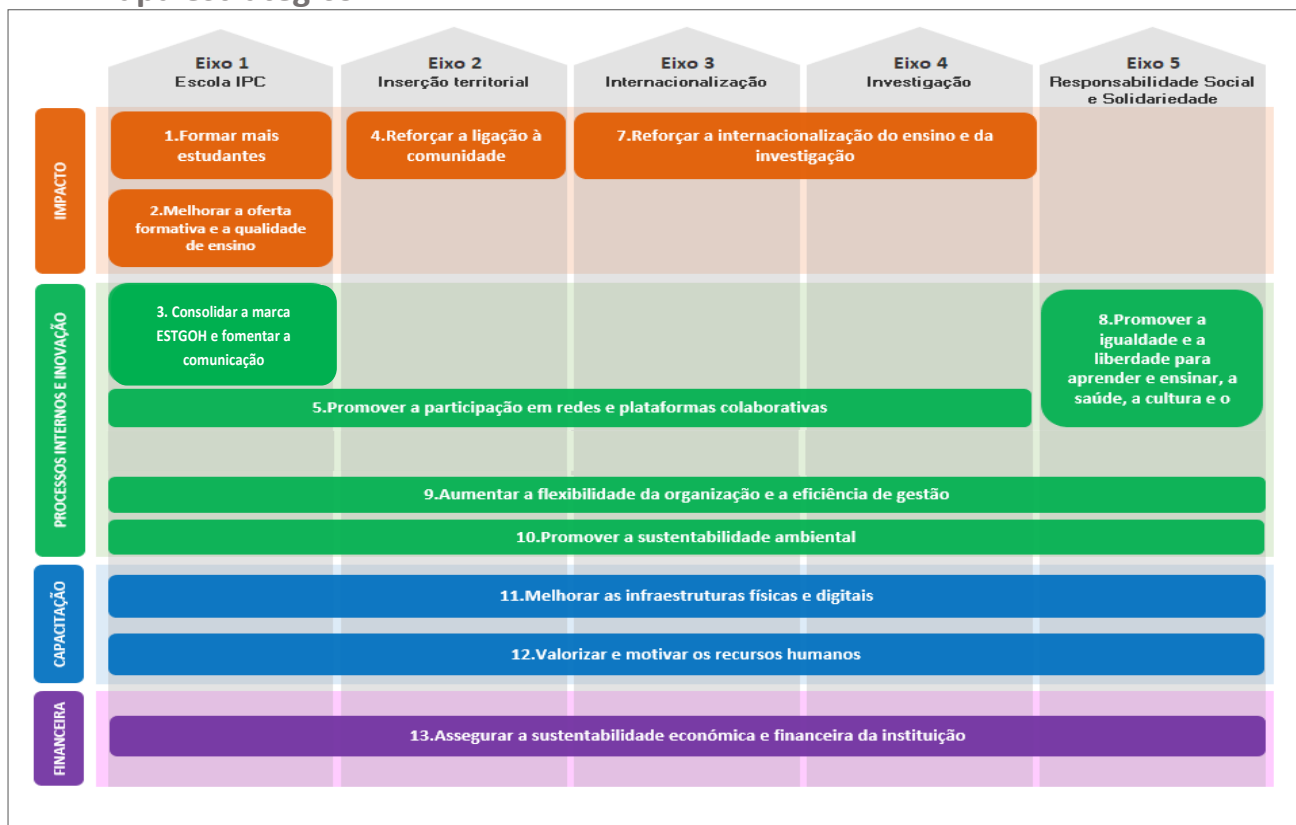 Eixo 1
Escola IPC
Eixo 2
Inserção territorial
Eixo 3
Internacionalização
Eixo 4
Investigação
Eixo 5
Responsabilidade Social
e Solidariedade
IMPACTO
1.Formar mais
estudantes
4.Reforçar a ligação à
comunidade
7.Reforçar a internacionalização do ensino e da
investigação
2.Melhorar a oferta
formativa e a qualidade
de ensino
PROCESSOS INTERNOS E INOVAÇÃO
3. Consolidar a marca
ESTGOH e fomentar a
comunicação
8.Promover a
igualdade e a
liberdade para
aprender e ensinar, a
saúde, a cultura e o
5.Promover a participação em redes e plataformas colaborativas
9.Aumentar a flexibilidade da organização e a eficiência de gestão
10.Promover a sustentabilidade ambiental
CAPACITAÇÃO
11.Melhorar as infraestruturas físicas e digitais
12.Valorizar e motivar os recursos humanos
FINANCEIRA
13.Assegurar a sustentabilidade económica e financeira da instituição